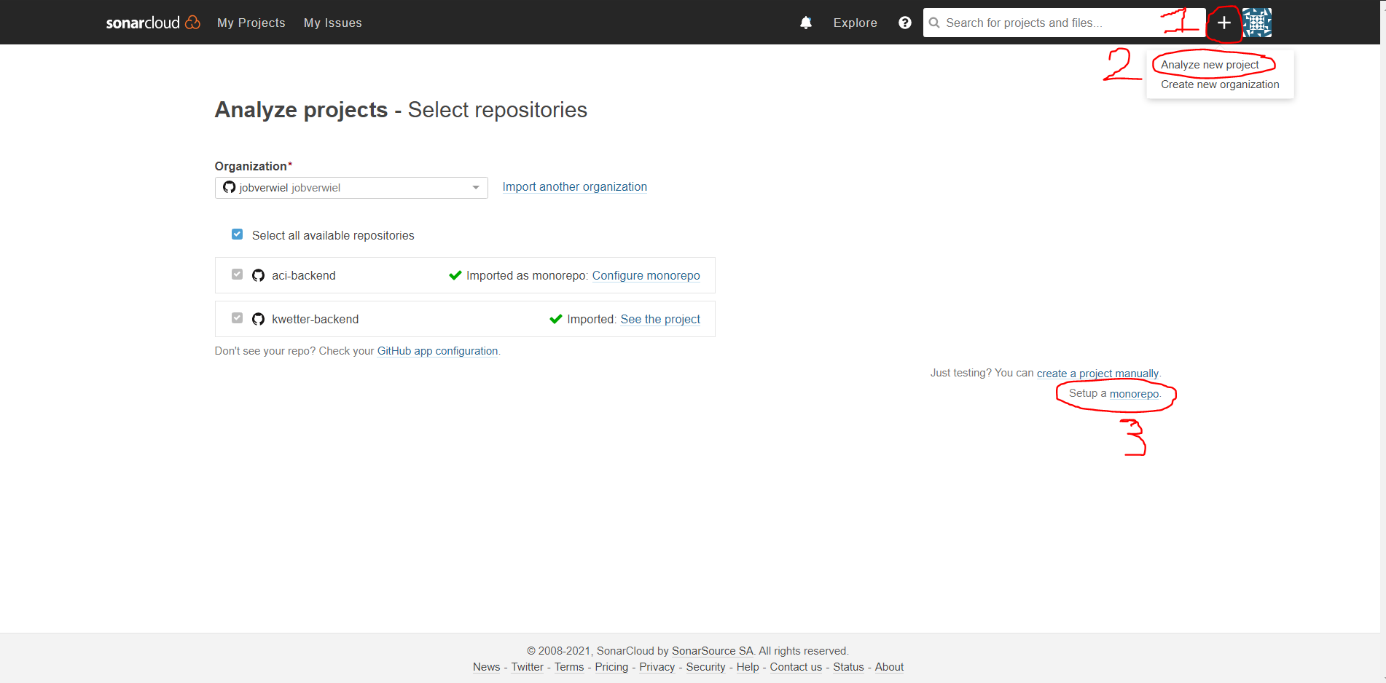 sonarcloud My Projects My Issues Explore ? Search for projects and files... 1 +
2 Analyze new project
Create new organization
Analyze projects - Select repositories
Organization*
jobverwiel jobverwiel Import another organization
Select all available repositories
aci-backend Imported as monorepo: Configure monorepo
kwetter-backend Imported: See the project
Don't see your repo? Check your GitHub app configuration.
Just testing? You can create a project manually.
Setup a monorepo.
3
© 2008-2021, SonarCloud by SonarSource SA. All rights reserved.
News - Twitter - Terms - Pricing - Privacy - Security - Help - Contact us - Status - About